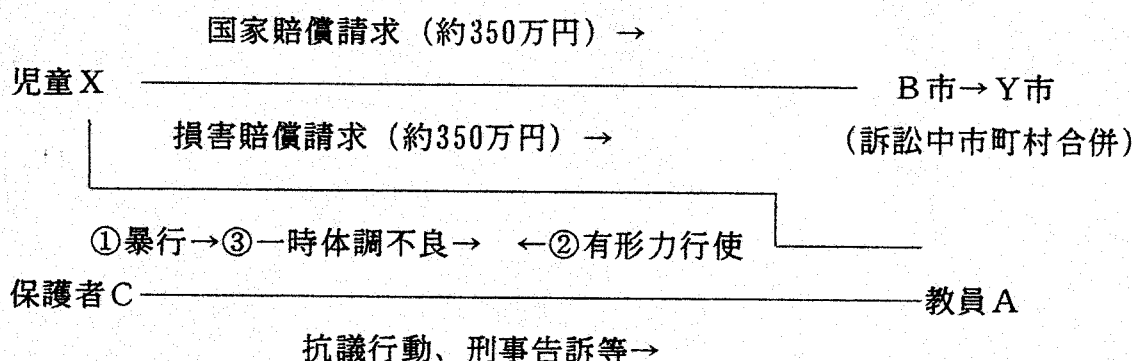 国家賠償請求（約350万円）→
児童X
B市→Y市
損害賠償請求（約350万円）→
（訴訟中市町村合併）
①暴行→③一時体調不良→ ←②有形力行使
保護者C
教員A
抗議行動、刑事告訴等→